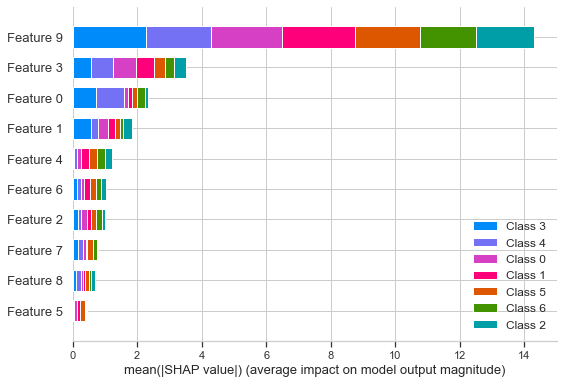 Feature 9
Feature 3
Feature 0
Feature 1
Feature 4
Feature 6
Feature 2
Feature 7
Feature 8
Feature 5
Class 3
Class 4
Class 0
Class 1
Class 5
Class 6
Class 2
0 2 4 6 8 10 12 14
mean(|SHAP value|) (average impact on model output magnitude)